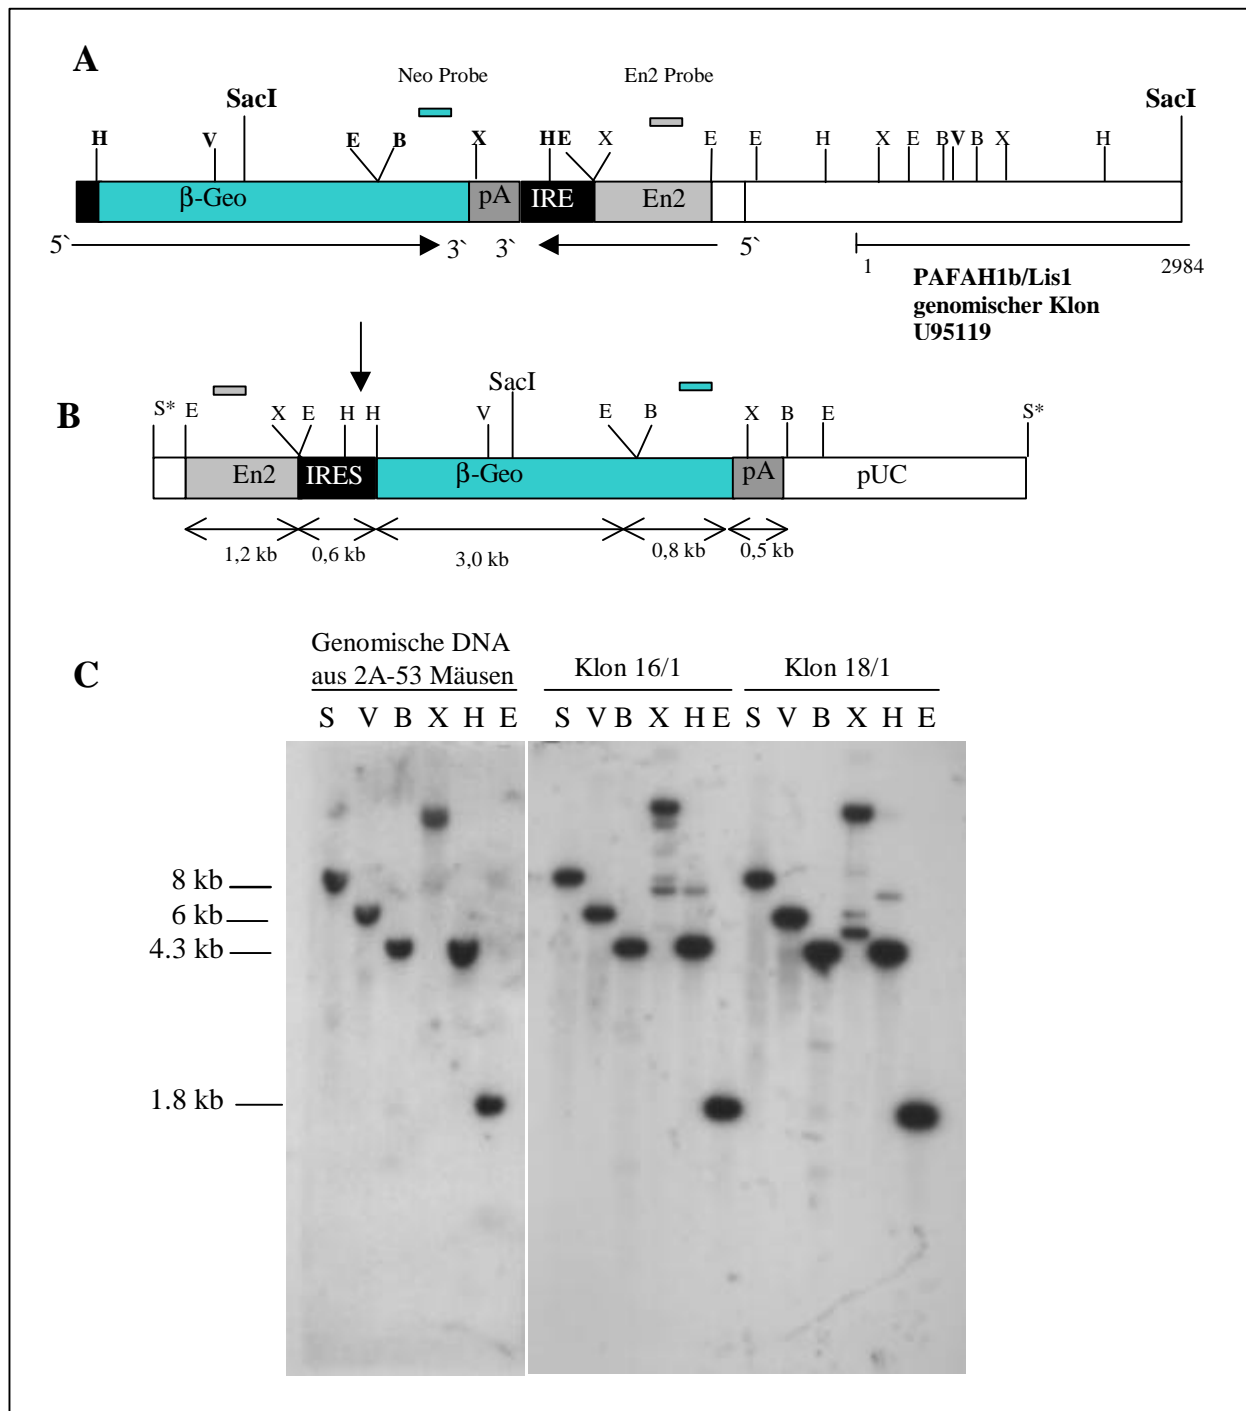 A
Neo Probe
En2 Probe
SacI
SacI
H V E B X H E X E E H X E B V B X H
β-Geo pA IRE En2
5` 3` 3` 5`
1 2984
PAFAH1b/Lis1
genomischer Klon
U95119
B
SacI
S* E X E H H V E B X B E S*
En2 IRES β-Geo pA pUC
1,2 kb 0,6 kb 3,0 kb 0,8 kb 0,5 kb
C
Genomische DNA
aus 2A-53 Mäusen
Klon 16/1
Klon 18/1
S V B X H E S V B X H E S V B X H E
8 kb
6 kb
4.3 kb
1.8 kb